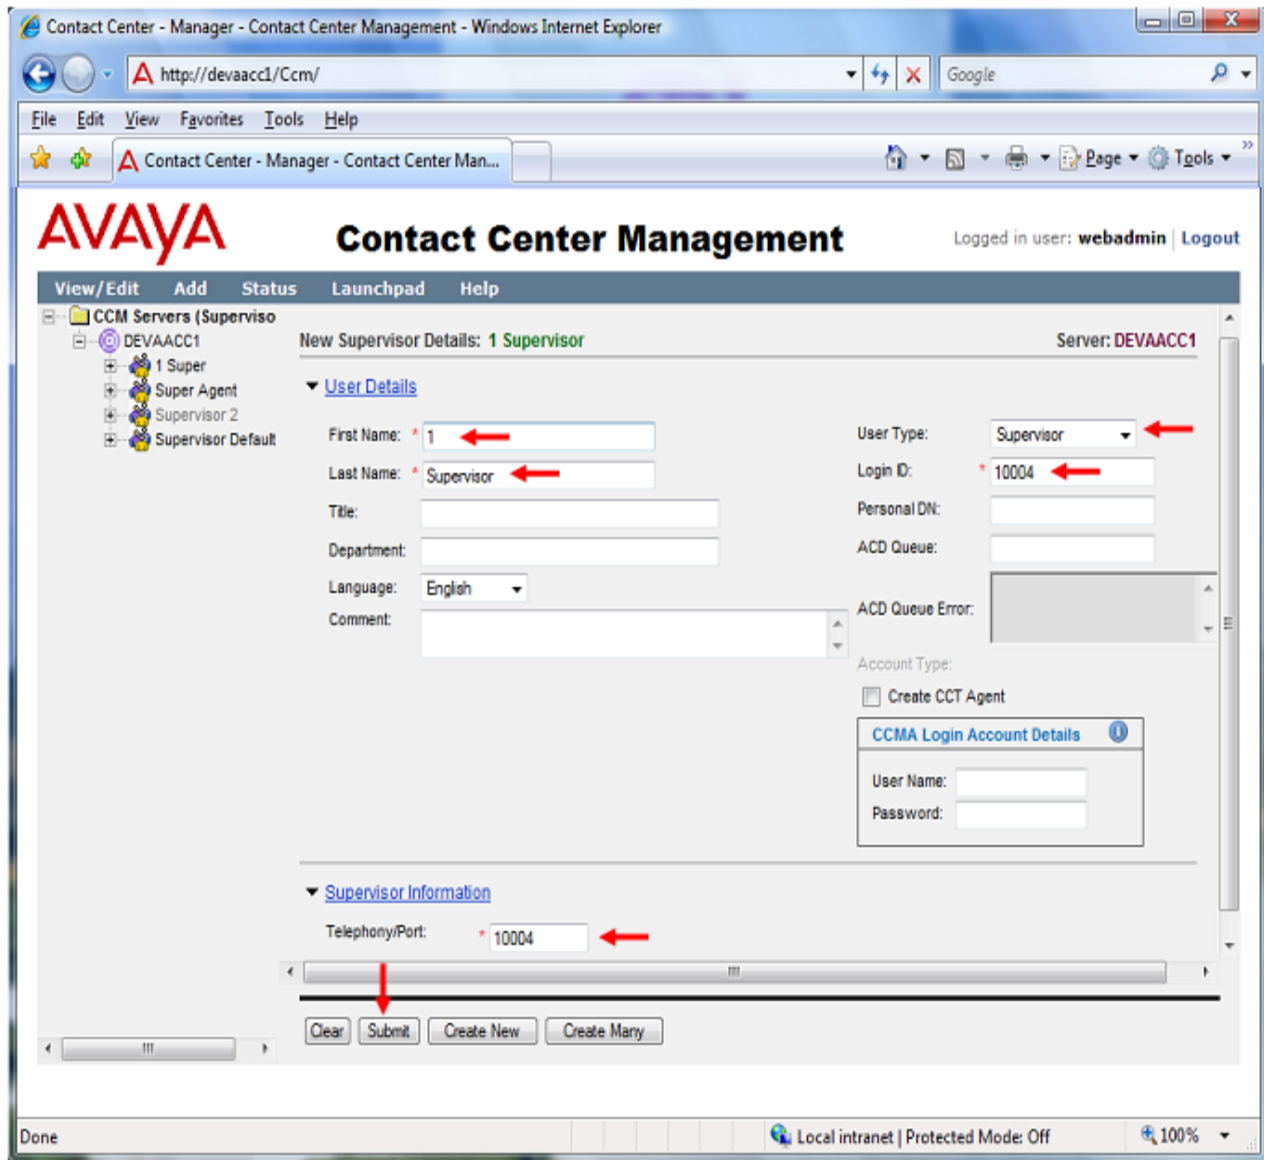 Contact Center - Manager - Contact Center Management - Windows Internet Explorer
http://devaacc1/Ccm/
Google
File Edit View Favorites Tools Help
Contact Center - Manager - Contact Center Man...
Page Tools
AVAYA
Contact Center Management
Logged in user: webadmin | Logout
View/Edit Add Status Launchpad Help
CCM Servers (Superviso
DEVAACC1
1 Super
Super Agent
Supervisor 2
Supervisor Default
New Supervisor Details: 1 Supervisor
Server: DEVAACC1
User Details
First Name: * 1
User Type: Supervisor
Last Name: * Supervisor
Login ID: * 10004
Title:
Personal DN:
Department:
ACD Queue:
Language: English
ACD Queue Error:
Comment:
Account Type:
Create CCT Agent
CCMA Login Account Details
User Name:
Password:
Supervisor Information
Telephony/Port: * 10004
Clear Submit Create New Create Many
Done
Local intranet | Protected Mode: Off
100%